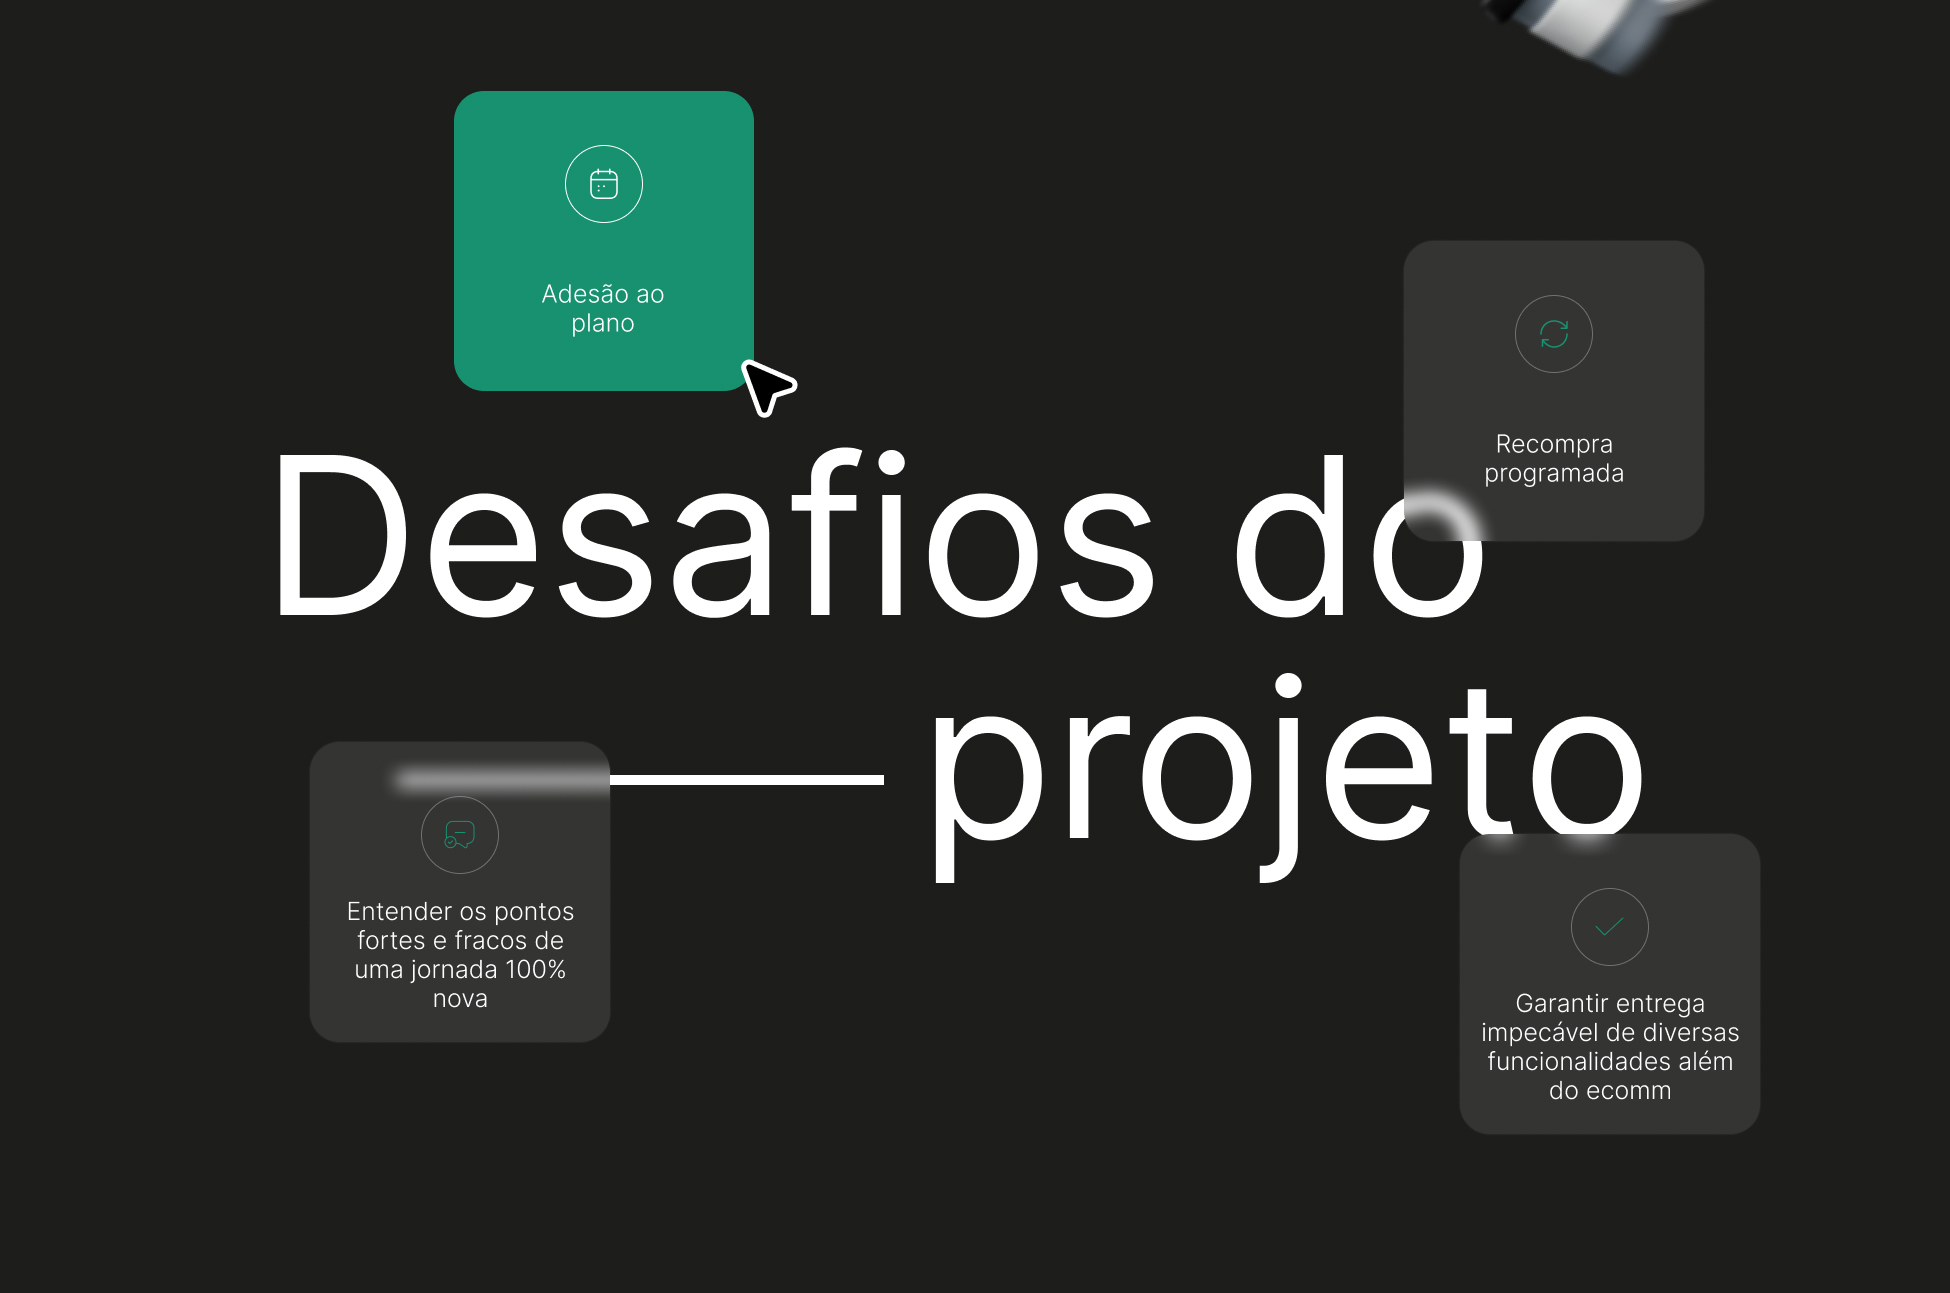 Adesão ao
plano
Recompra
programada
Desafios do
projeto
Entender os pontos
fortes e fracos de
uma jornada 100%
nova
Garantir entrega
impecável de diversas
funcionalidades além
do ecomm